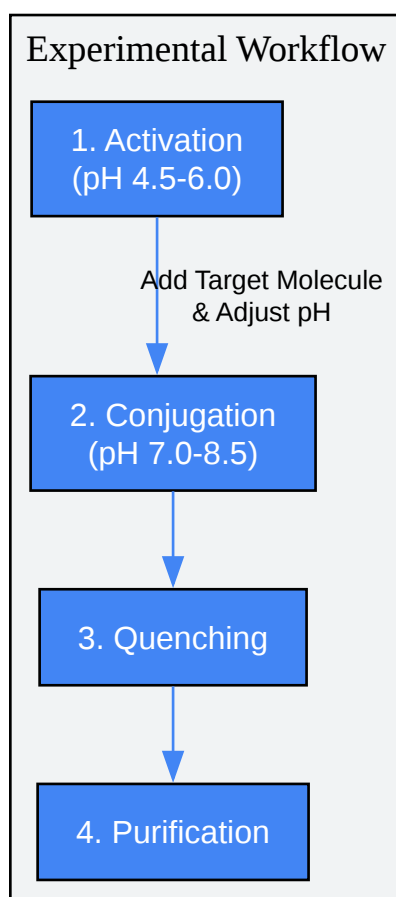 Experimental Workflow
1. Activation
(pH 4.5-6.0)
Add Target Molecule
& Adjust pH
2. Conjugation
(pH 7.0-8.5)
3. Quenching
4. Purification